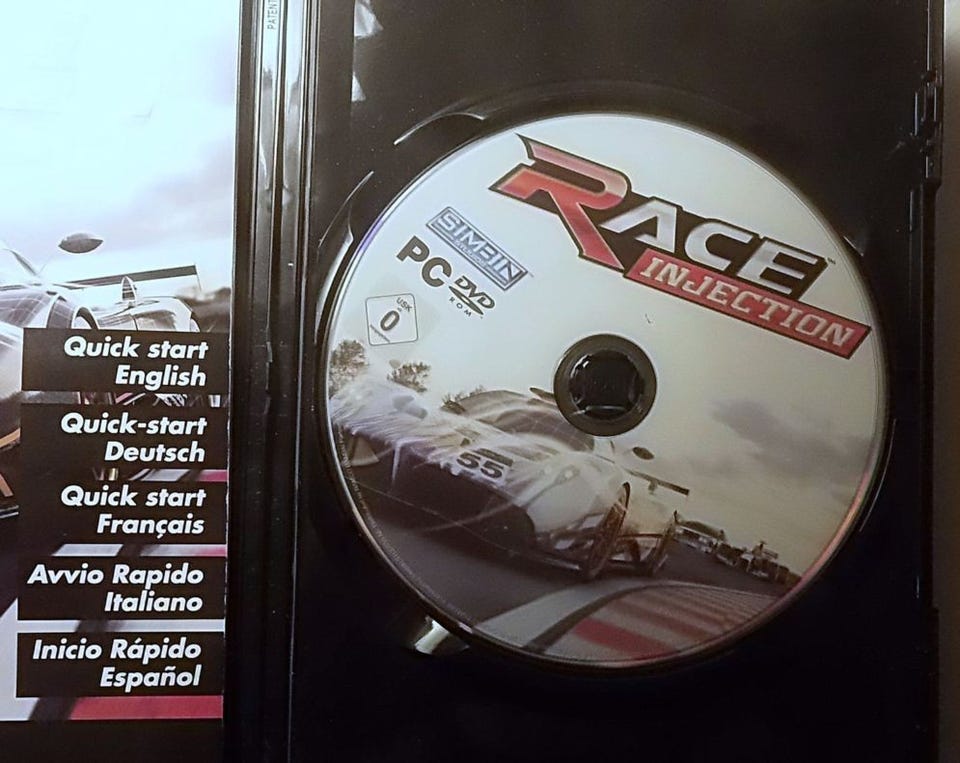 PATENT
Quick start
English
Quick-start
Deutsch
Quick start
Français
Avvio Rapido
Italiano
Inicio Rápido
Español
RACE™
INJECTION
SIMBIN
PC DVD
ROM
USK
0
55